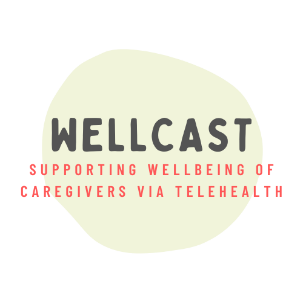 WELLCAST
SUPPORTING WELLBEING OF
CAREGIVERS VIA TELEHEALTH